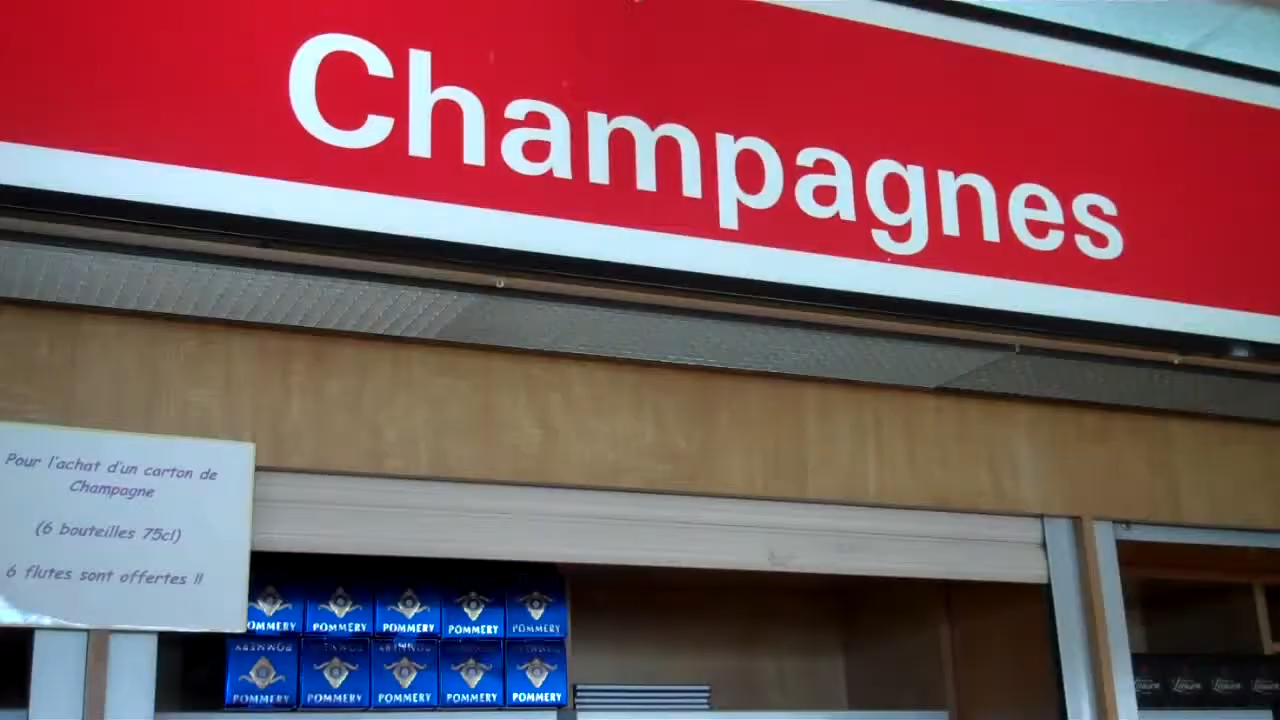 Champagnes
Pour l'achat d'un carton de
Champagne
(6 bouteilles 75cl)
6 flutes sont offertes !!
POMMERY POMMERY POMMERY POMMERY POMMERY
POMMERY POMMERY POMMERY POMMERY POMMERY